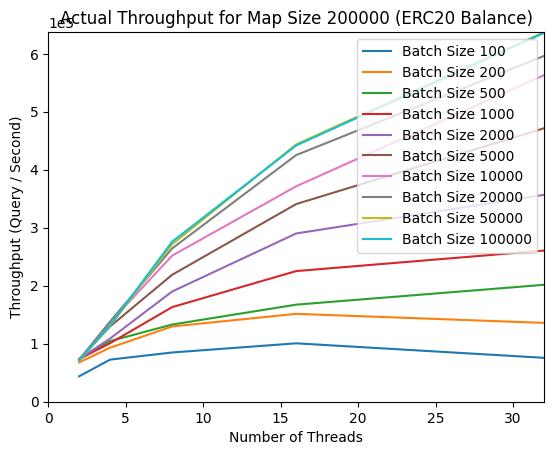 Actual Throughput for Map Size 200000 (ERC20 Balance)
1e5
6
5
4
3
2
1
0
Throughput (Query / Second)
Batch Size 100
Batch Size 200
Batch Size 500
Batch Size 1000
Batch Size 2000
Batch Size 5000
Batch Size 10000
Batch Size 20000
Batch Size 50000
Batch Size 100000
0 5 10 15 20 25 30
Number of Threads